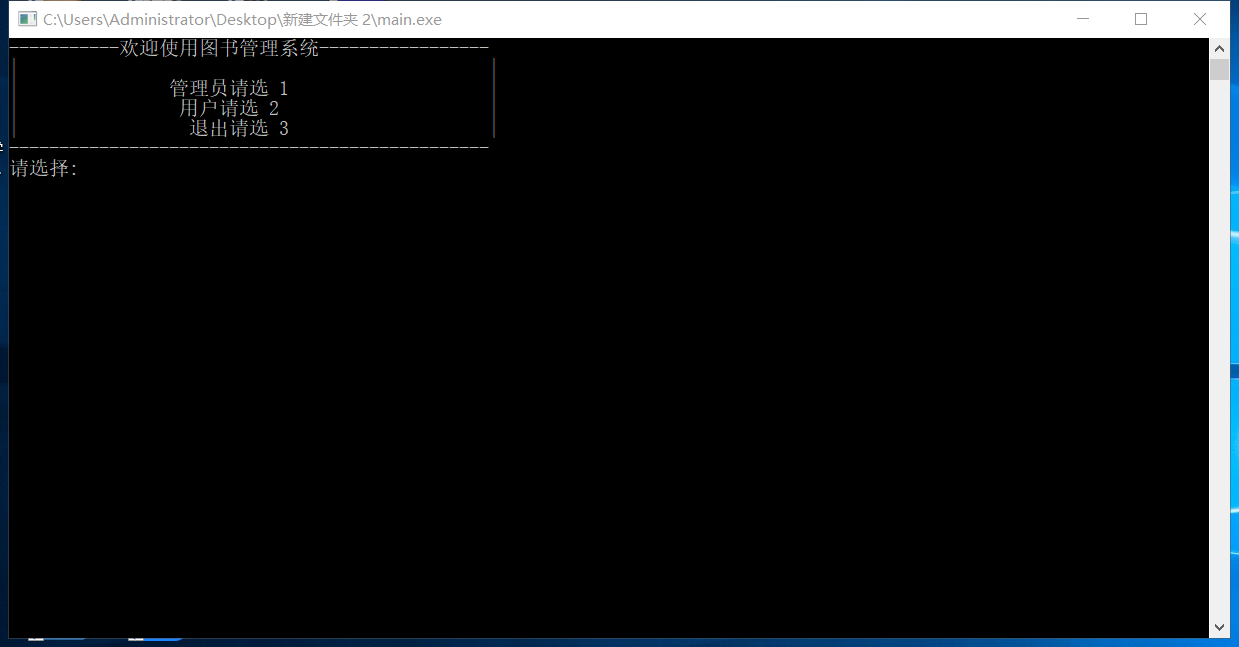 C:\Users\Administrator\Desktop\新建文件夹 2\main.exe
-----------欢迎使用图书管理系统-----------------
管理员请选 1
用户请选 2
退出请选 3
------------------------------------------------
请选择: